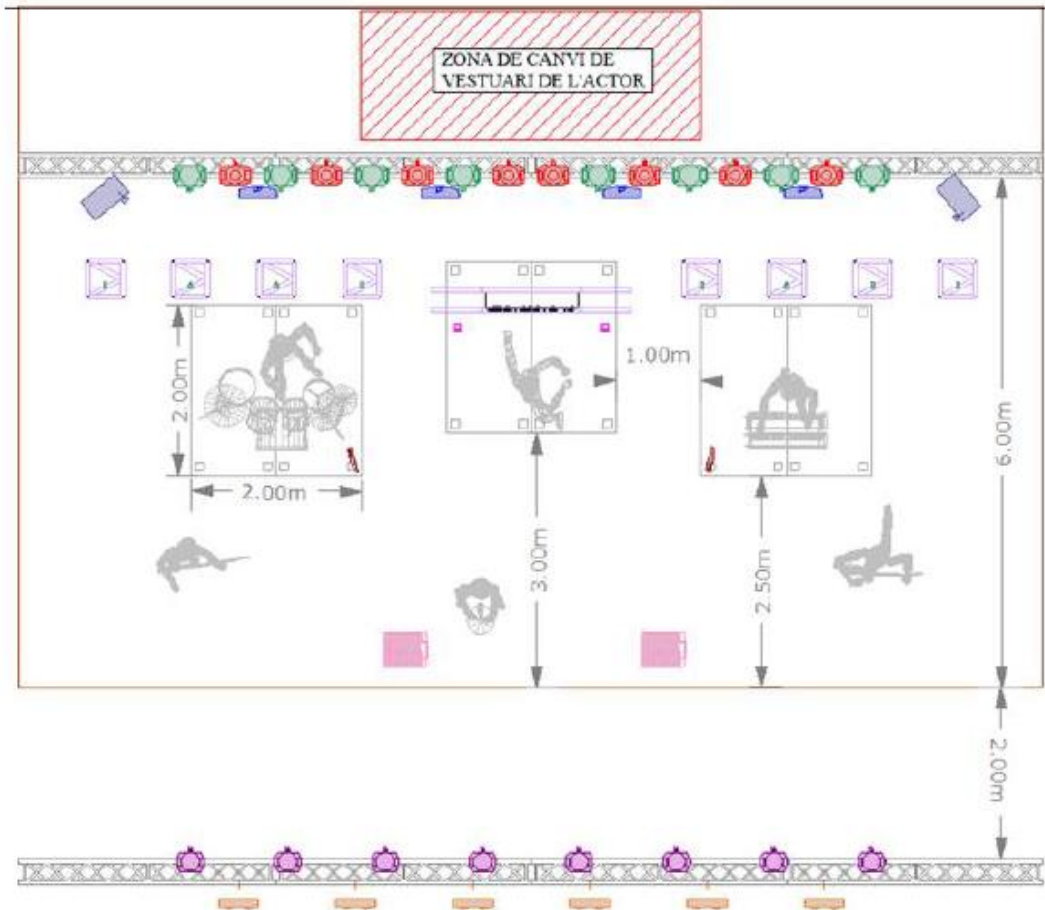 ZONA DE CANVI DE
VESTUARI DE L'ACTOR
1.00m
2.00m
6.00m
2.00m
3.00m
2.50m
2.00m